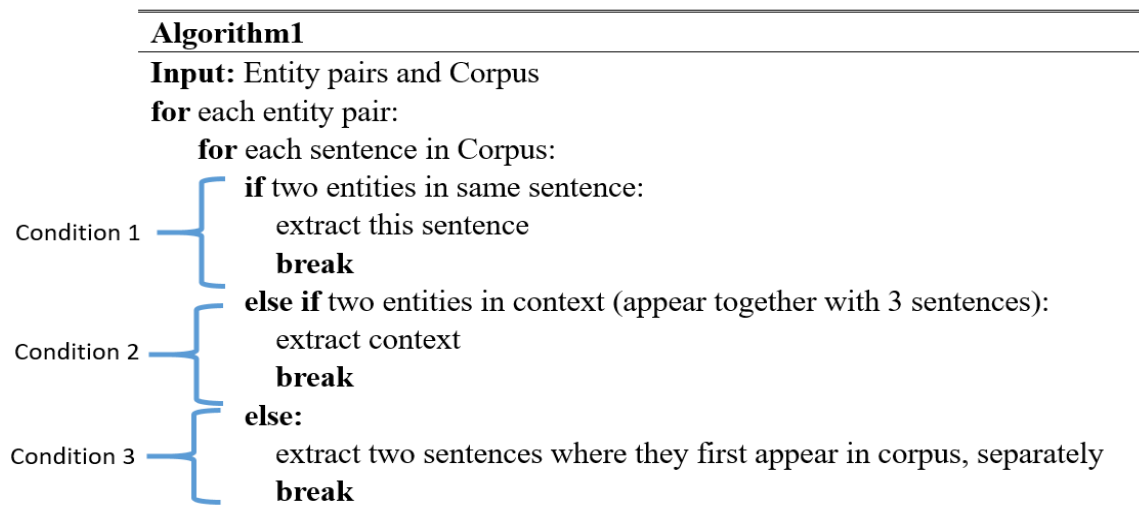 Algorithm1
Input: Entity pairs and Corpus
for each entity pair:
for each sentence in Corpus:
if two entities in same sentence:
Condition 1
extract this sentence
break
else if two entities in context (appear together with 3 sentences):
Condition 2
extract context
break
else:
Condition 3
extract two sentences where they first appear in corpus, separately
break